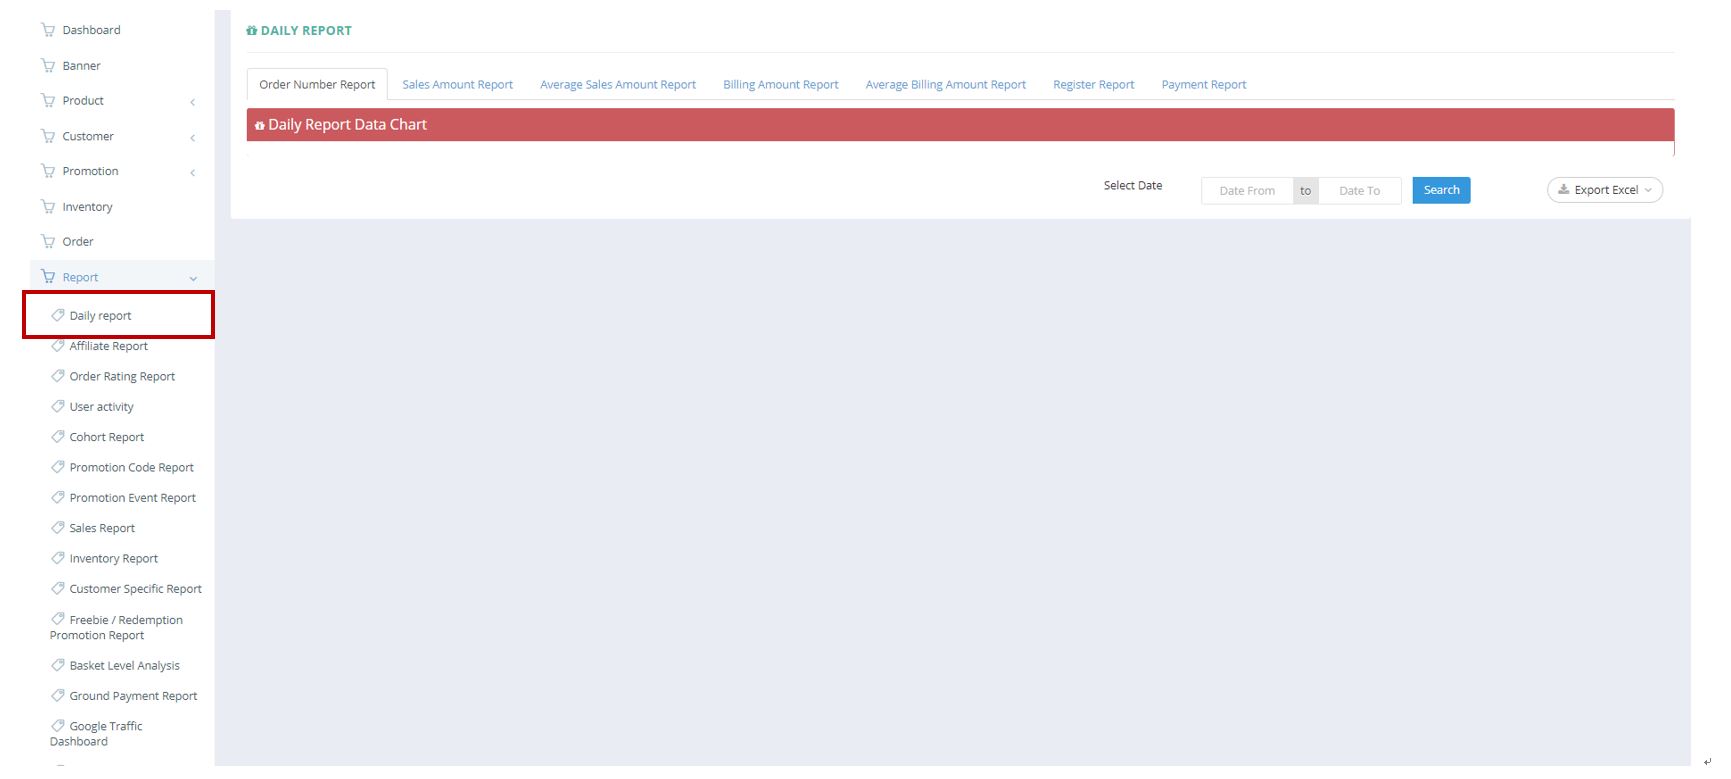 Dashboard
Banner
Product
Customer
Promotion
Inventory
Order
Report
Daily report
Affiliate Report
Order Rating Report
User activity
Cohort Report
Promotion Code Report
Promotion Event Report
Sales Report
Inventory Report
Customer Specific Report
Freebie / Redemption
Promotion Report
Basket Level Analysis
Ground Payment Report
Google Traffic
Dashboard
DAILY REPORT
Order Number Report Sales Amount Report Average Sales Amount Report Billing Amount Report Average Billing Amount Report Register Report Payment Report
Daily Report Data Chart
Select Date Date From to Date To Search Export Excel